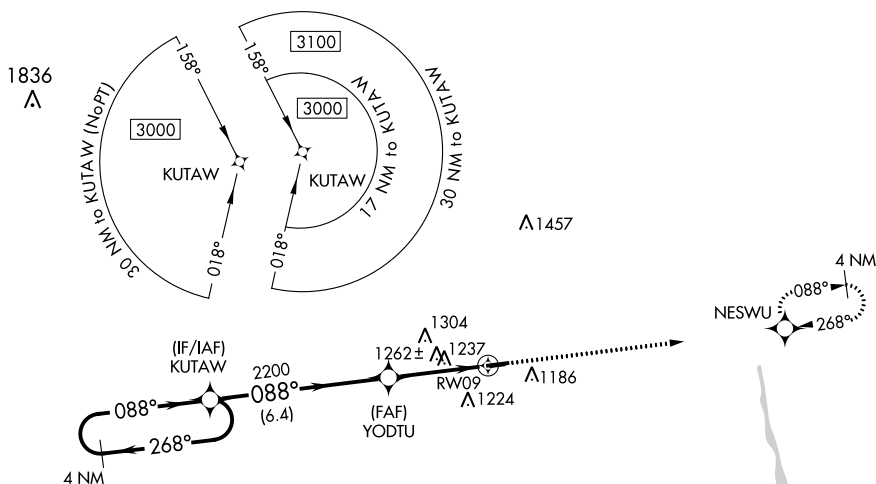 1836
30 NM to KUTAW (NoPT)
158°
3000
KUTAW
018°
158°
3100
3000
KUTAW
018°
17 NM to KUTAW
30 NM to KUTAW
1457
4 NM
088°
NESWU
268°
1304
1262±
1237
(IF/IAF)
KUTAW
2200
088°
088°
(6.4)
RW09
1186
1224
(FAF)
YODTU
268°
4 NM